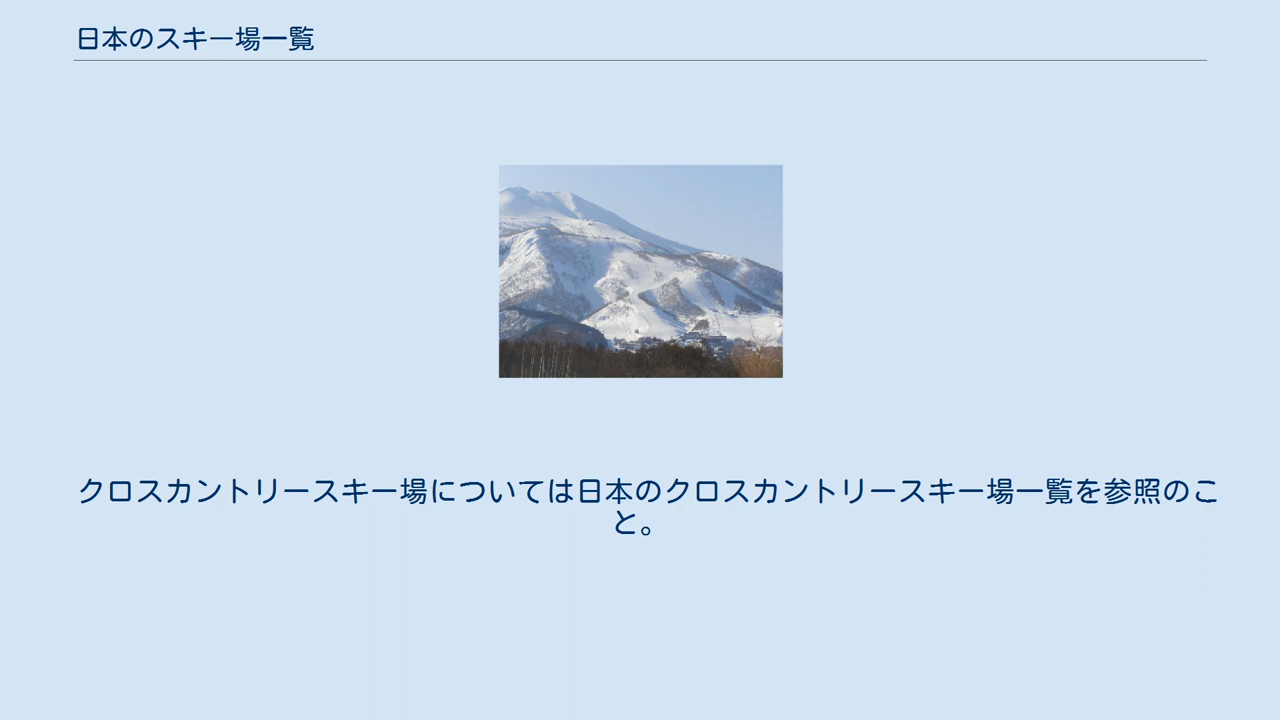 日本のスキー場一覧
クロスカントリースキー場については日本のクロスカントリースキー場一覧を参照のこ
と。